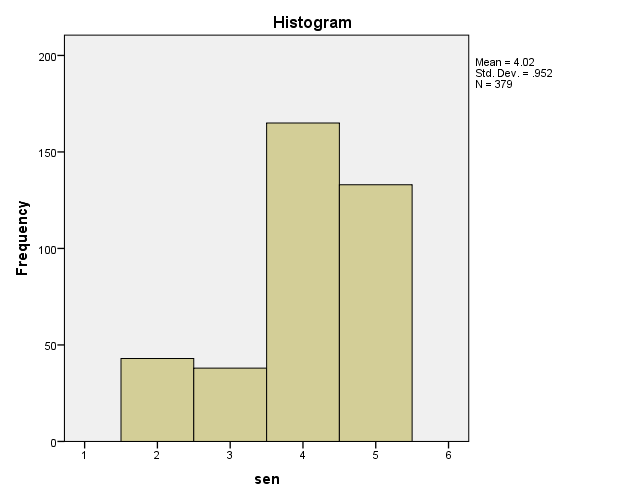 Histogram
Mean = 4.02
Std. Dev. = .952
N = 379
200
150
100
50
0
Frequency
1 2 3 4 5 6
sen